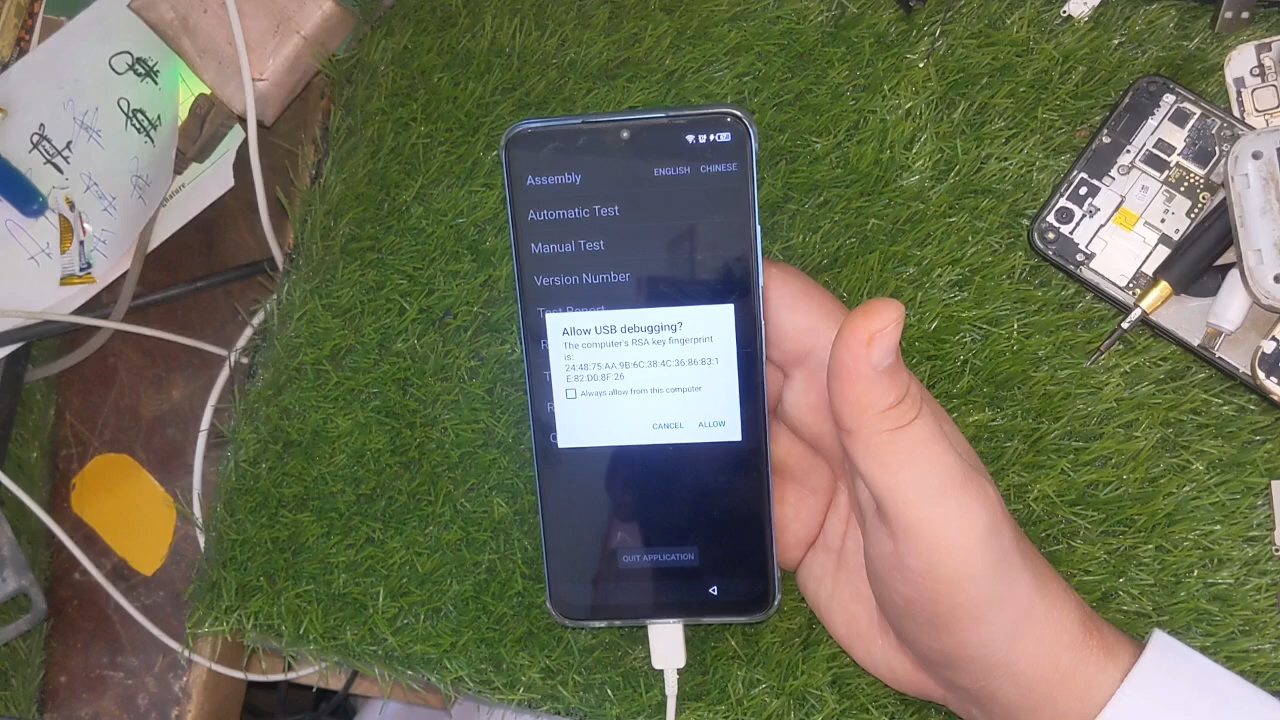 Assembly
ENGLISH
CHINESE
Automatic Test
Manual Test
Version Number
Test Report
Allow USB debugging?
The computer's RSA key fingerprint
is:
24:48:75:AA:9B:6C:38:4C:36:86:83:1
E:82:D0:8F:26
Always allow from this computer
CANCEL
ALLOW
QUIT APPLICATION